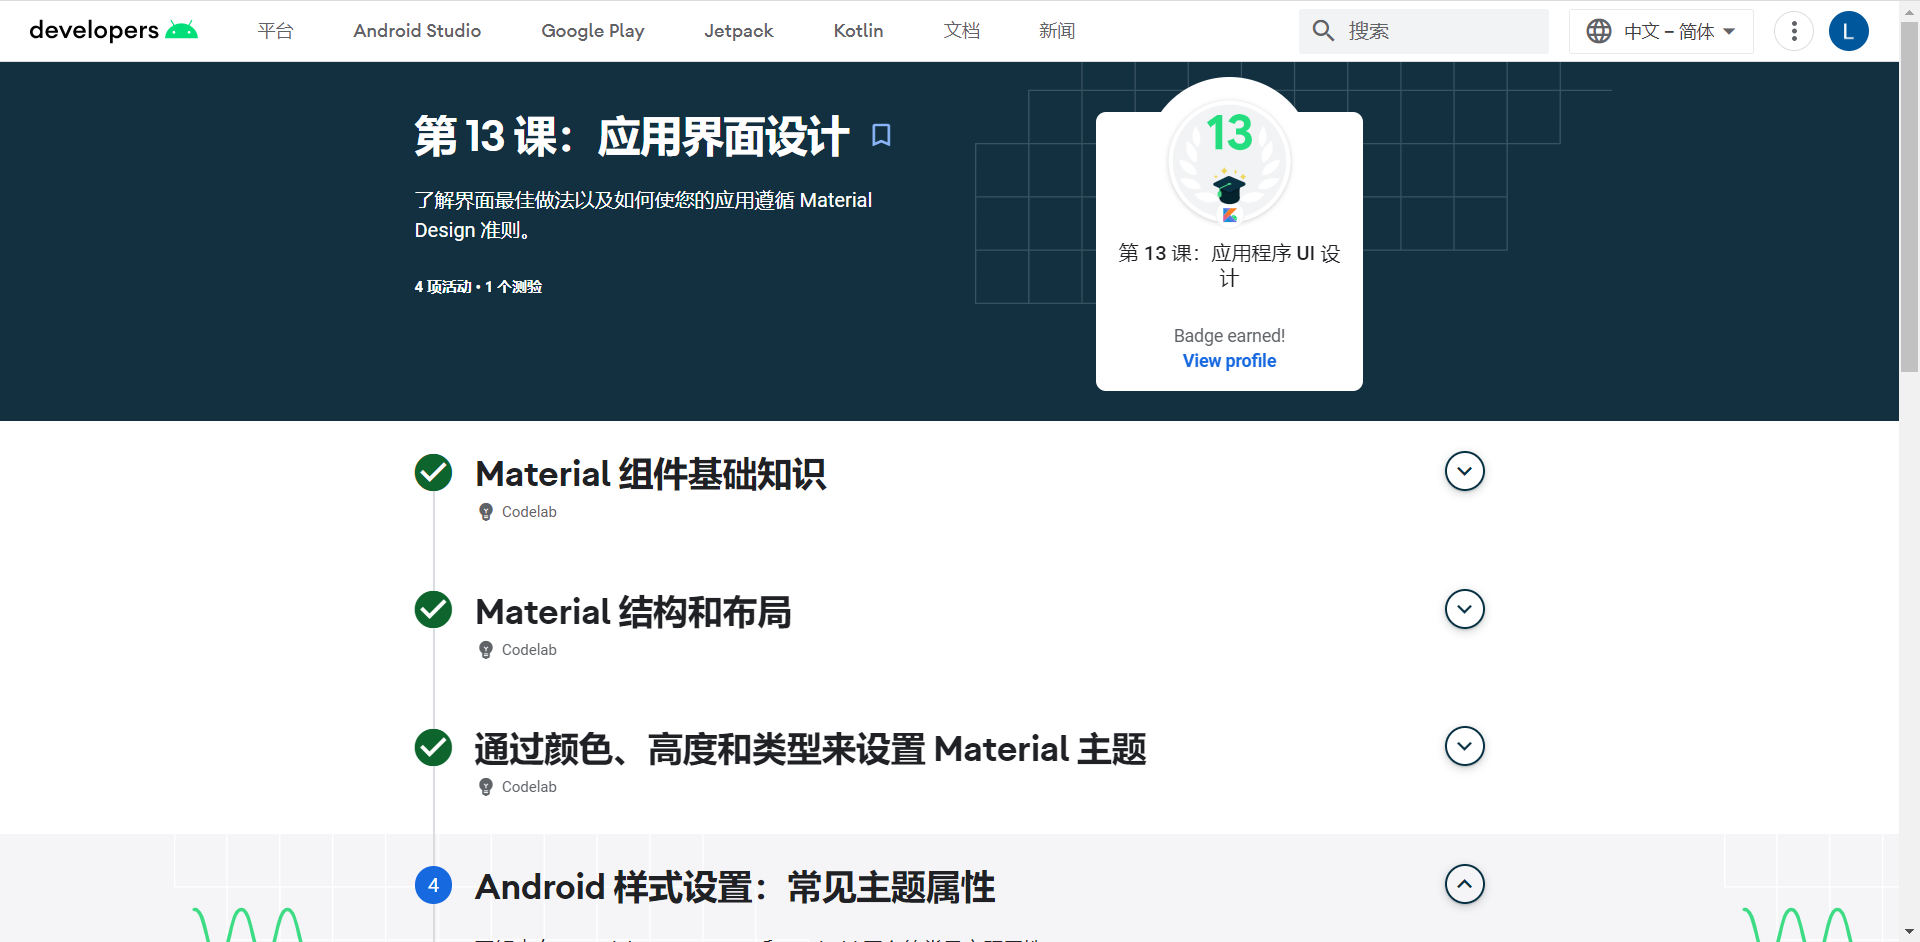 developers
平台
Android Studio
Google Play
Jetpack
Kotlin
文档
新闻
搜索
中文 – 简体
L
第 13 课：应用界面设计
了解界面最佳做法以及如何使您的应用遵循 Material
Design 准则。
4 项活动 • 1 个测验
13
第 13 课：应用程序 UI 设
计
Badge earned!
View profile
Material 组件基础知识
Codelab
Material 结构和布局
Codelab
通过颜色、高度和类型来设置 Material 主题
Codelab
4
Android 样式设置：常见主题属性